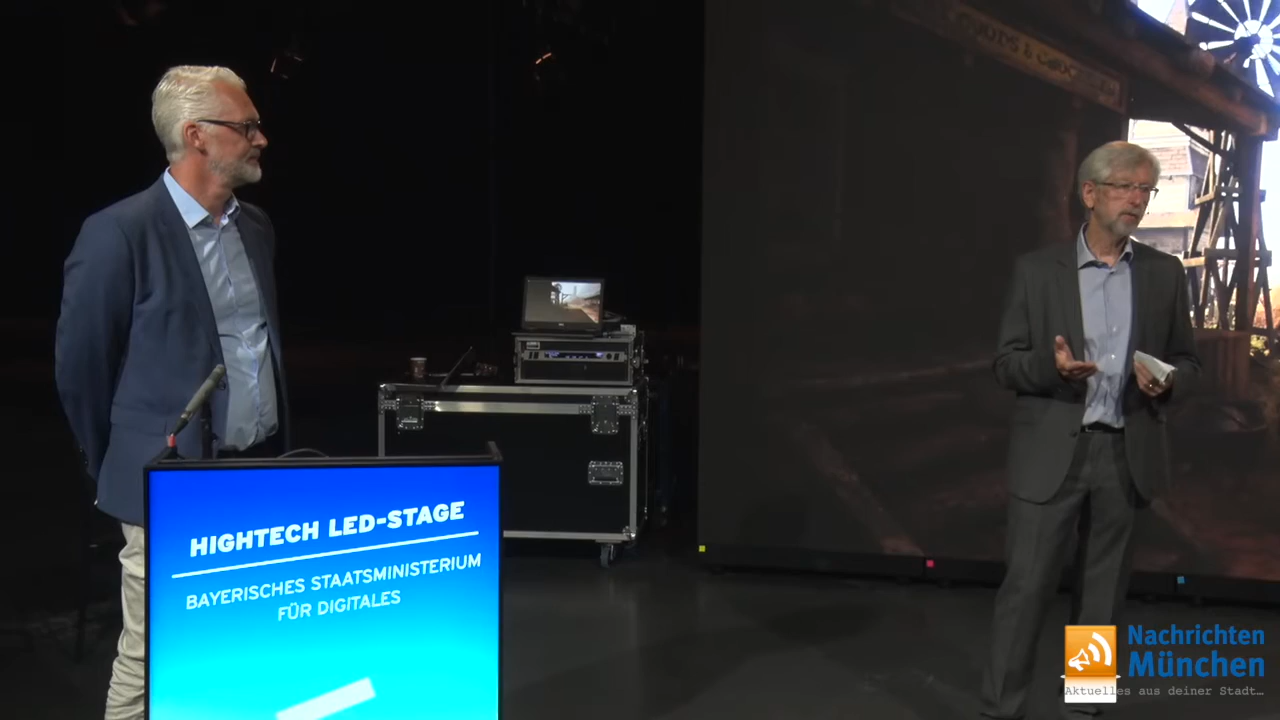 HIGHTECH LED-STAGE
BAYERISCHES STAATSMINISTERIUM
FÜR DIGITALES
Nachrichten
München
Aktuelles aus deiner Stadt…